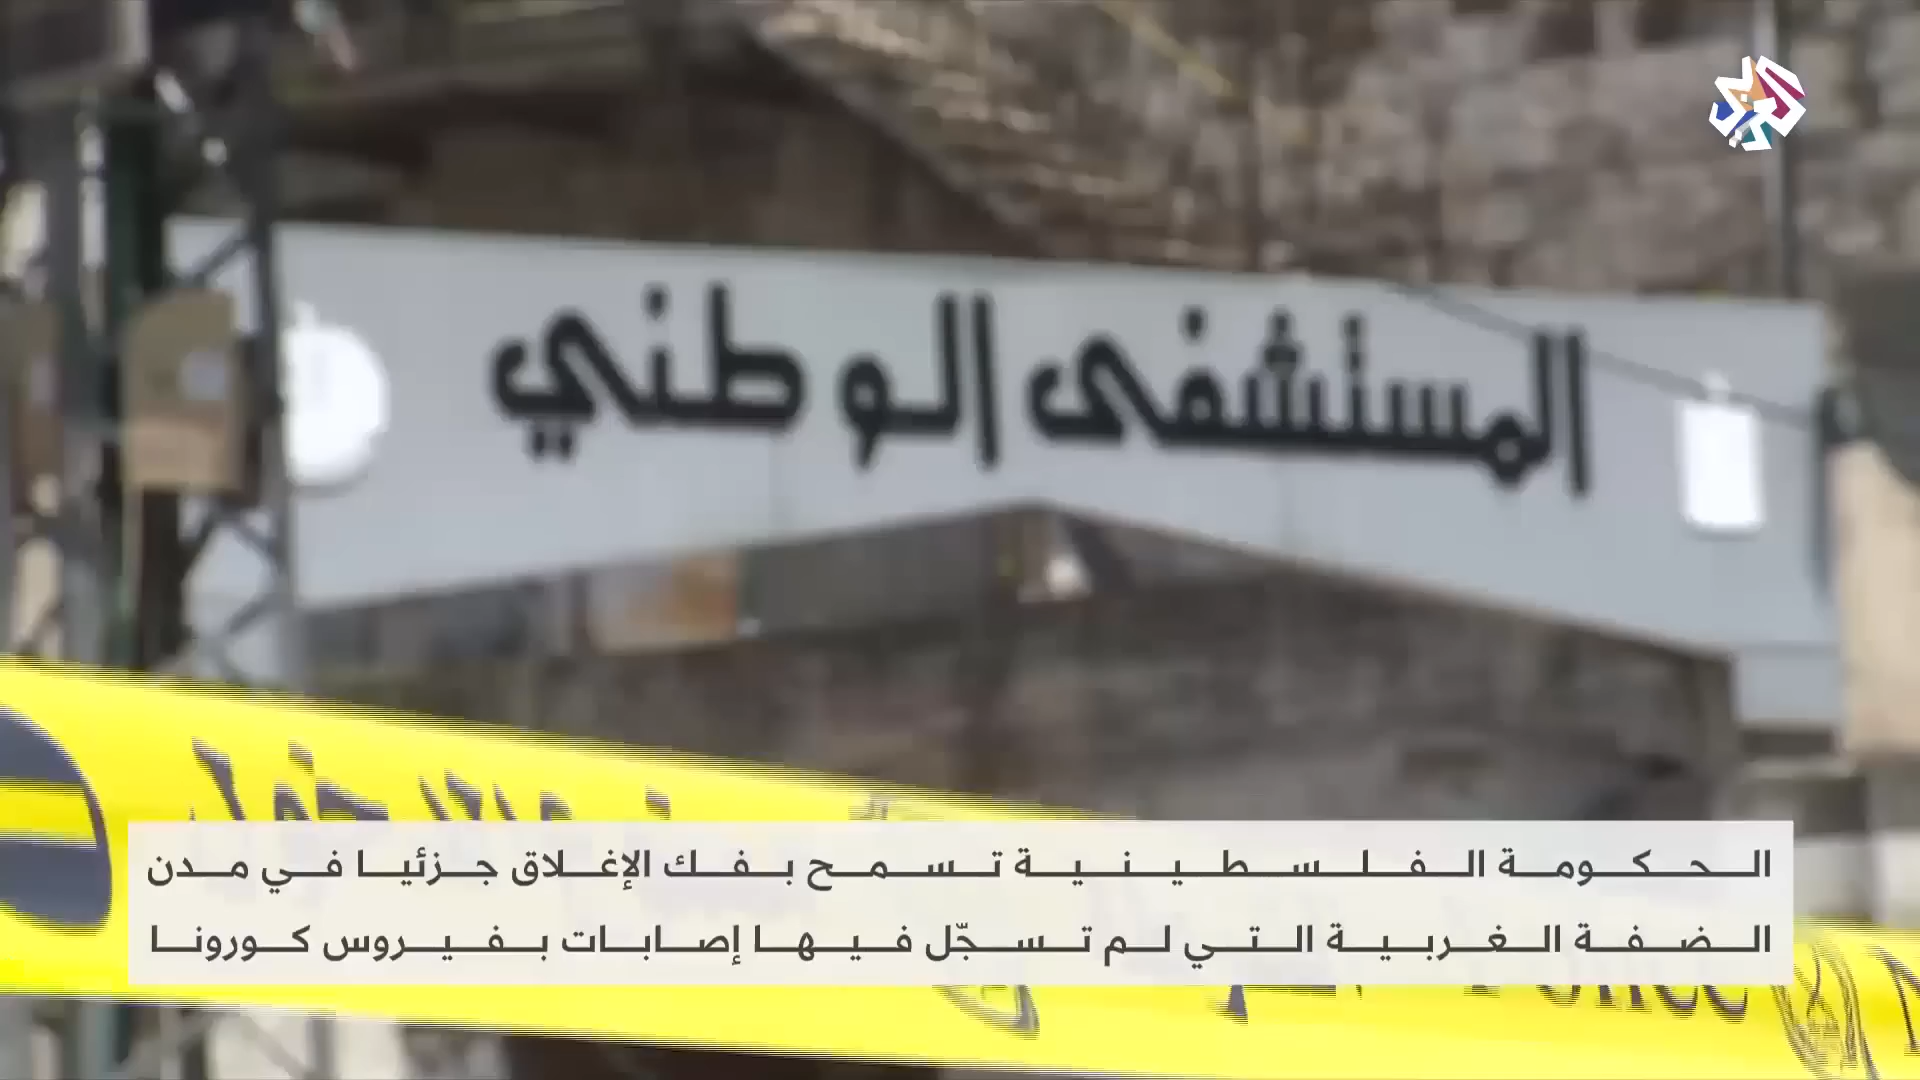 المستشفى الوطني
الحكومة الفلسطينية تسمح بفك الإغلاق جزئيا في مدن
الضفة الغربية التي لم تسجّل فيها إصابات بفيروس كورونا
Police